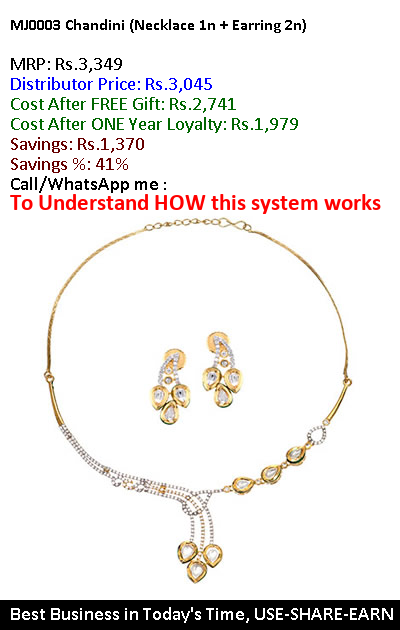 MJ0003 Chandini (Necklace 1n + Earring 2n)
MRP: Rs.3,349
Distributor Price: Rs.3,045
Cost After FREE Gift: Rs.2,741
Cost After ONE Year Loyalty: Rs.1,979
Savings: Rs.1,370
Savings %: 41%
Call/WhatsApp me :
To Understand HOW this system works
Best Business in Today's Time, USE-SHARE-EARN